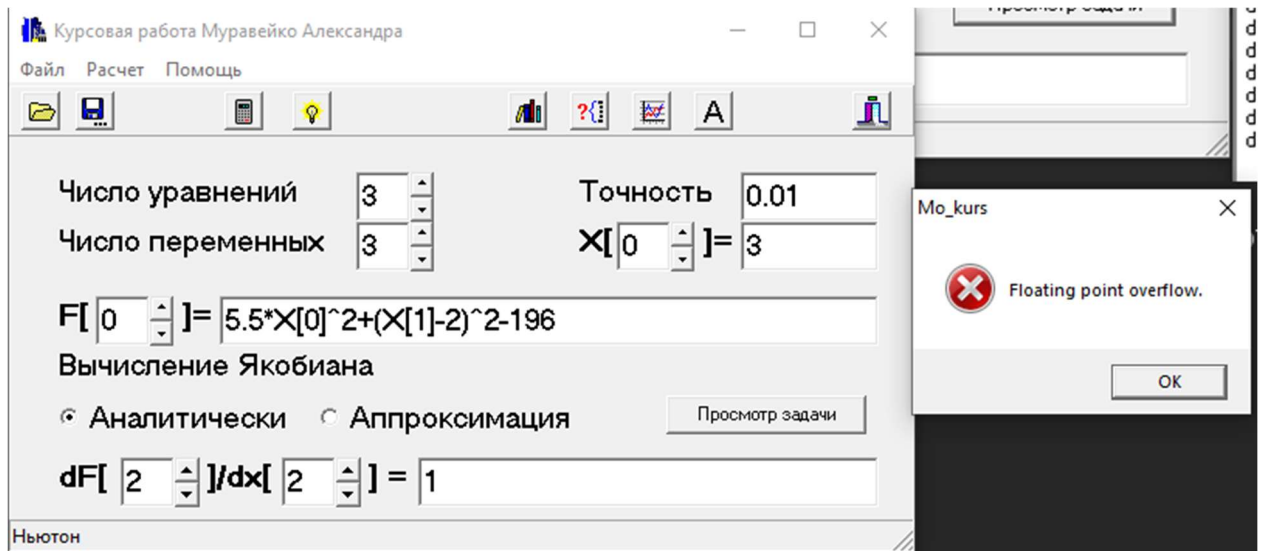 Курсовая работа Муравейко Александра
Файл Расчет Помощь
?{ A
Число уравнений 3 Точность 0.01
Число переменных 3 X[ 0 ]= 3
F[ 0 ]= 5.5*X[0]^2+(X[1]-2)^2-196
Вычисление Якобиана
Аналитически Аппроксимация Просмотр задачи
dF[ 2 ]/dx[ 2 ] = 1
Ньютон
Mo_kurs
Floating point overflow.
OK
d
d
d
d
d
d